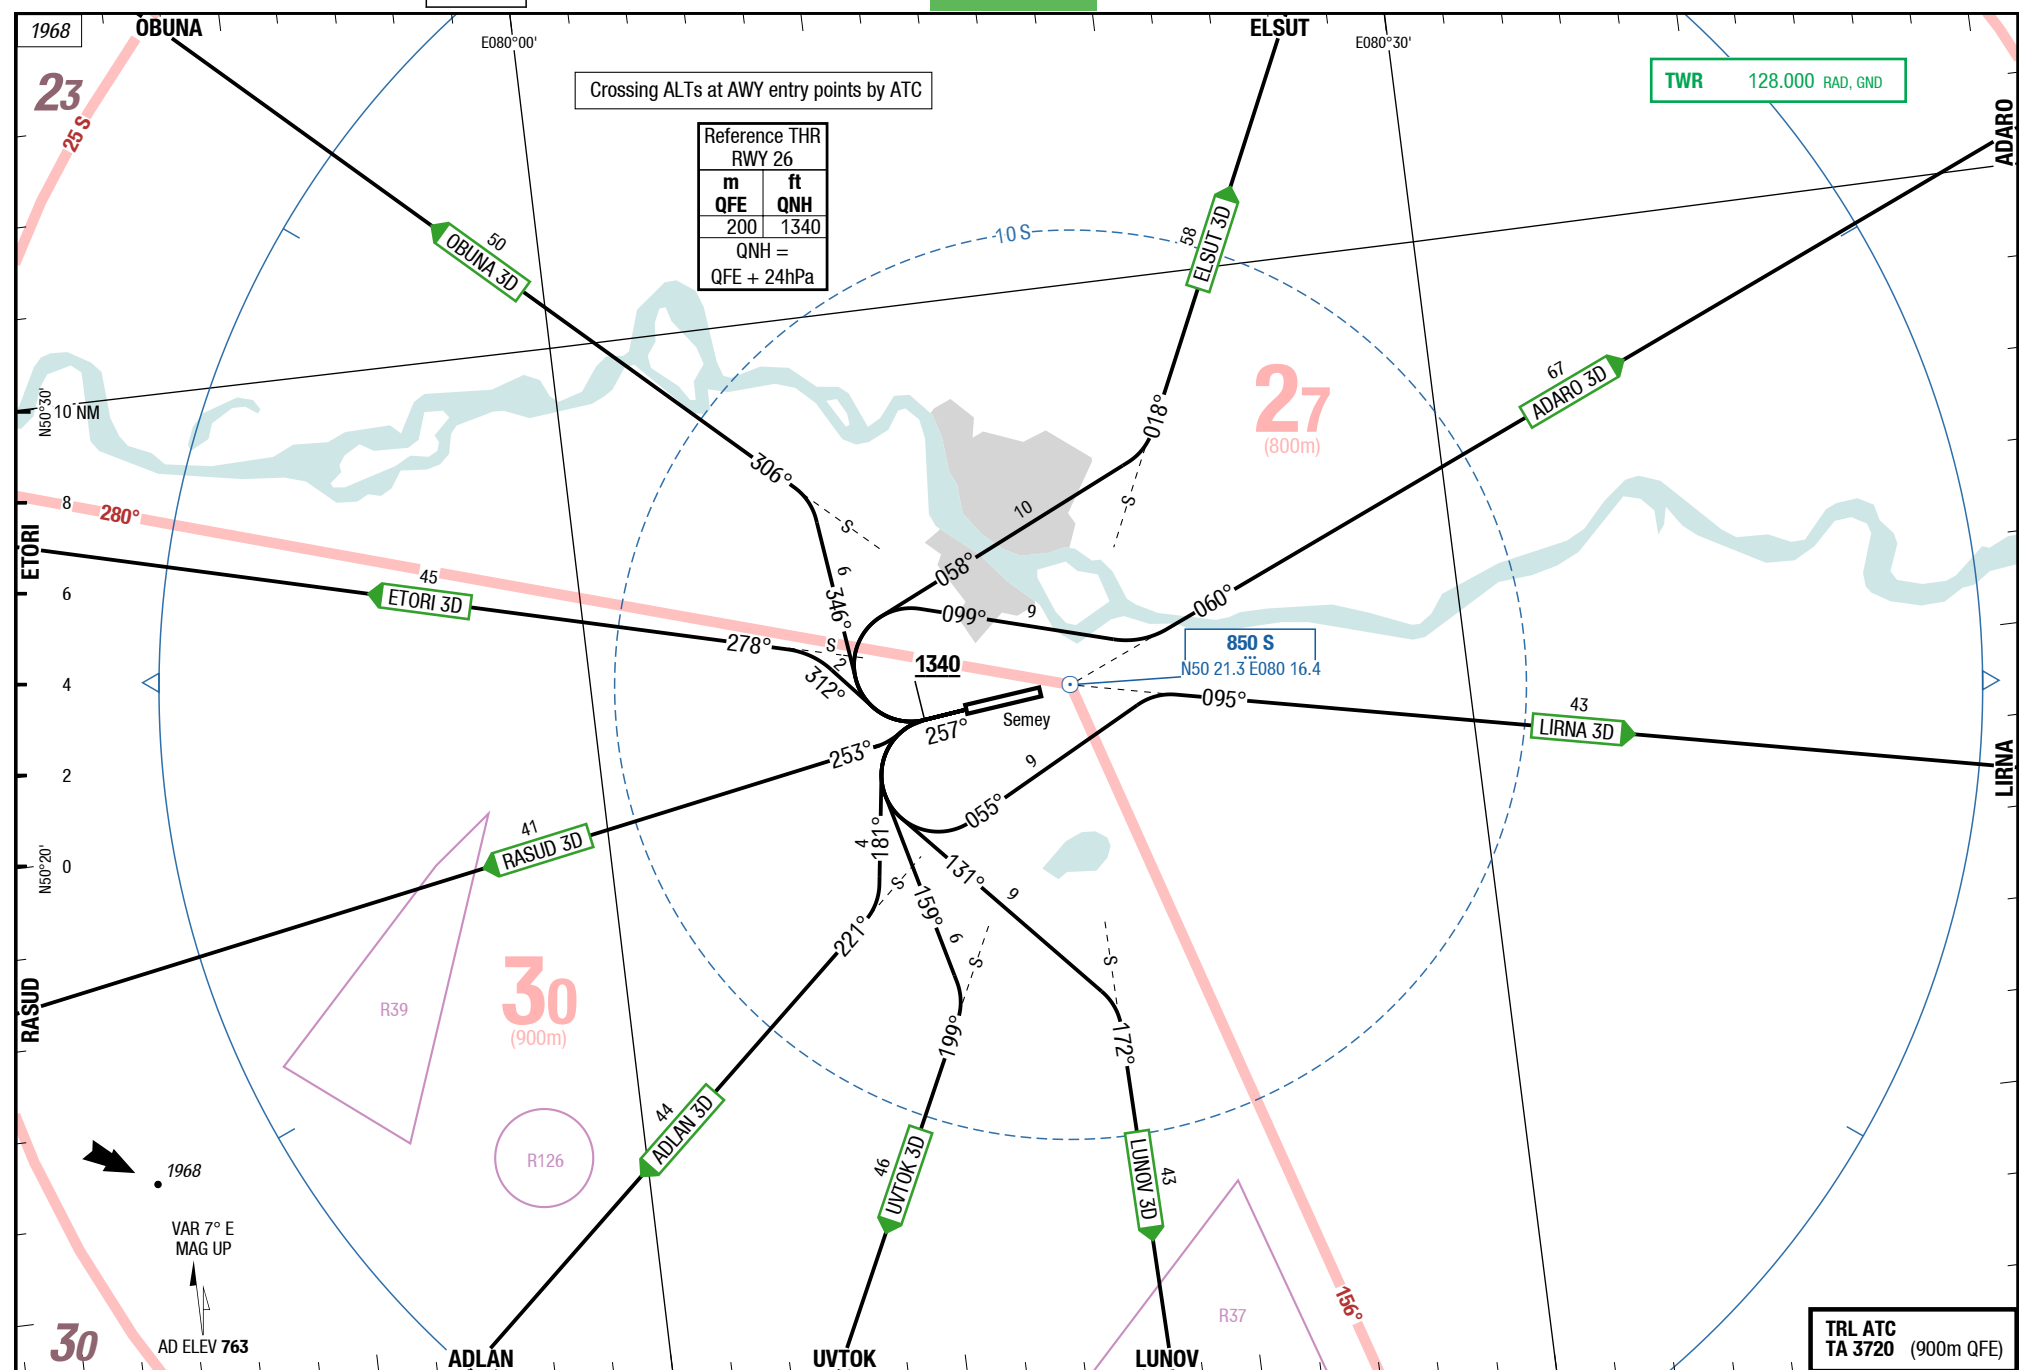 1968
OBUNA
E080°00'
ELSUT
E080°30'
23
25 S
Crossing ALTs at AWY entry points by ATC
TWR 128.000 RAD, GND
ADARO
Reference THR
RWY 26
m ft
QFE QNH
200 1340
QNH =
QFE + 24hPa
50
OBUNA 3D
10 S
58
ELSUT 3D
27
(800m)
67
ADARO 3D
N50°30'
10 NM
018°
306°
S
S
10
8
280°
ETORI
6
45
ETORI 3D
6
346°
058°
099°
9
060°
278°
S
2
312°
1340
850 S
N50 21.3 E080 16.4
4
257°
Semey
095°
43
LIRNA 3D
LIRNA
253°
2
9
055°
41
RASUD 3D
4
181°
N50°20'
0
S
131°
9
159°
6
221°
S
S
RASUD
R39
30
(900m)
199°
172°
44
ADLAN 3D
46
UVTOK 3D
LUNOV 3D
43
R126
1968
VAR 7° E
MAG UP
AD ELEV 763
30
R37
156°
TRL ATC
TA 3720 (900m QFE)
ADLAN
UVTOK
LUNOV